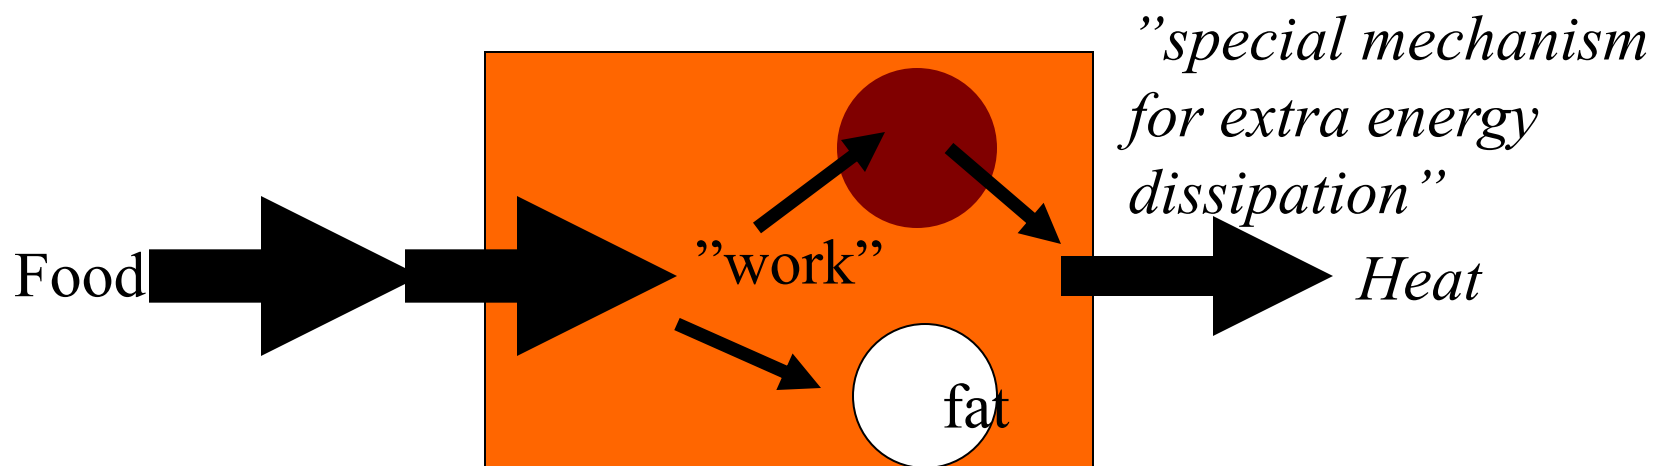 ”special mechanism
for extra energy
dissipation”
Food
”work”
Heat
fat